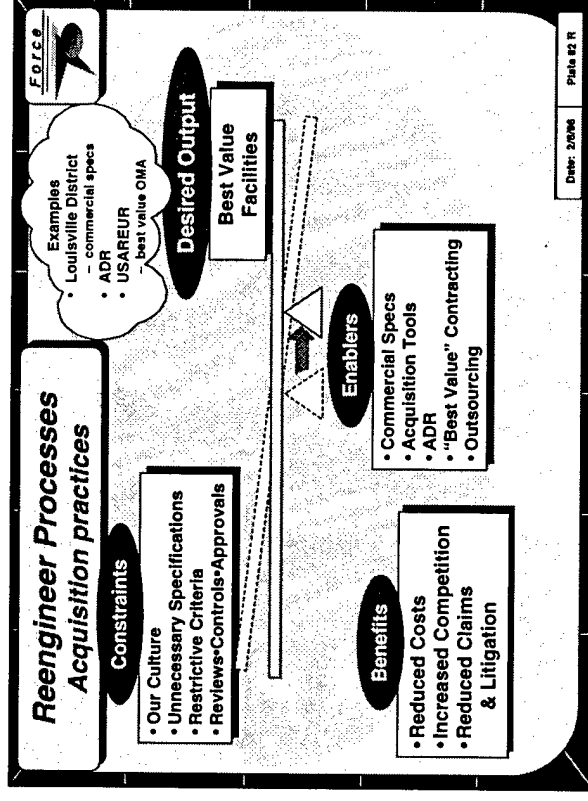 Reengineer Processes
Acquisition practices
Force
Examples
• Louisville District
– commercial specs
• ADR
• USAREUR
– best value OMA
Constraints
• Our Culture
• Unnecessary Specifications
• Restrictive Criteria
• Reviews•Controls•Approvals
Desired Output
Best Value
Facilities
Enablers
• Commercial Specs
• Acquisition Tools
• ADR
• "Best Value" Contracting
• Outsourcing
Benefits
• Reduced Costs
• Increased Competition
• Reduced Claims
& Litigation
Date: 2/6/96 Plate #2 R